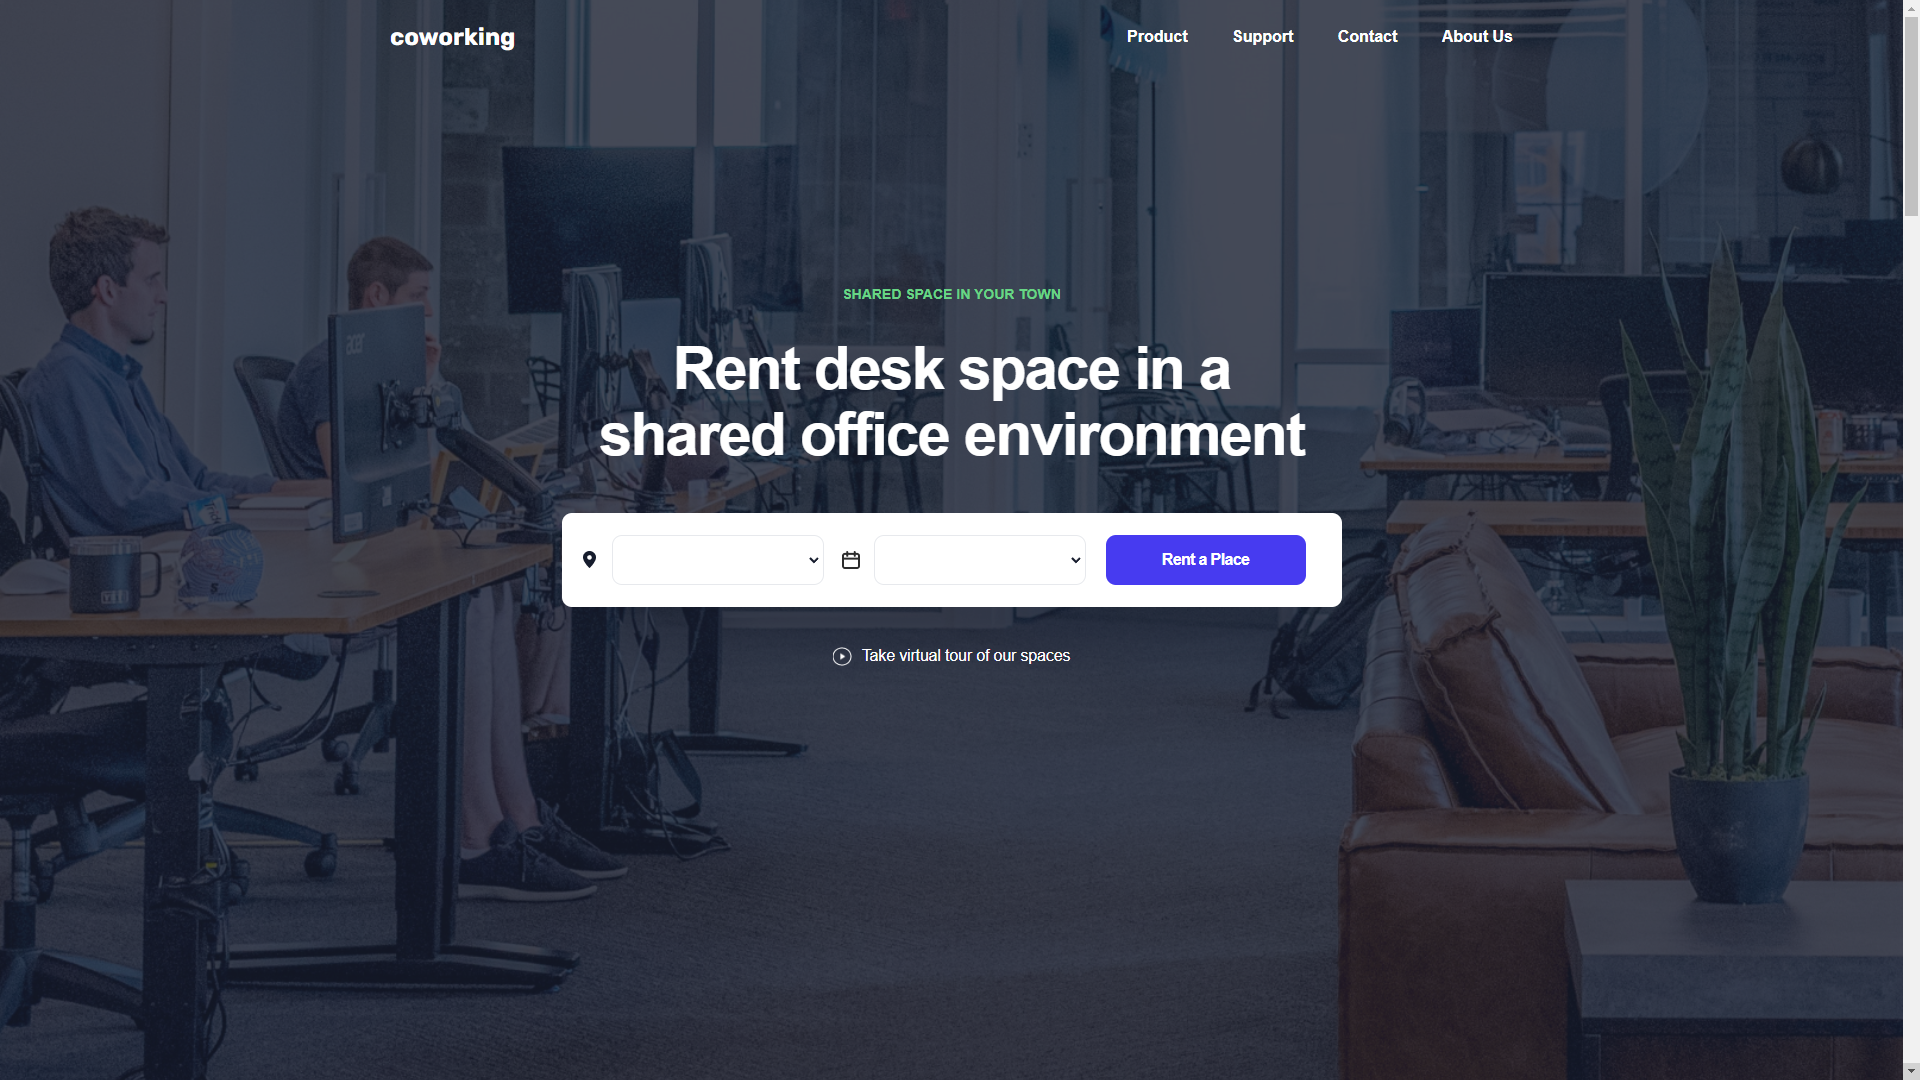 coworking
Product
Support
Contact
About Us
SHARED SPACE IN YOUR TOWN
Rent desk space in a
shared office environment
Rent a Place
Take virtual tour of our spaces
acer